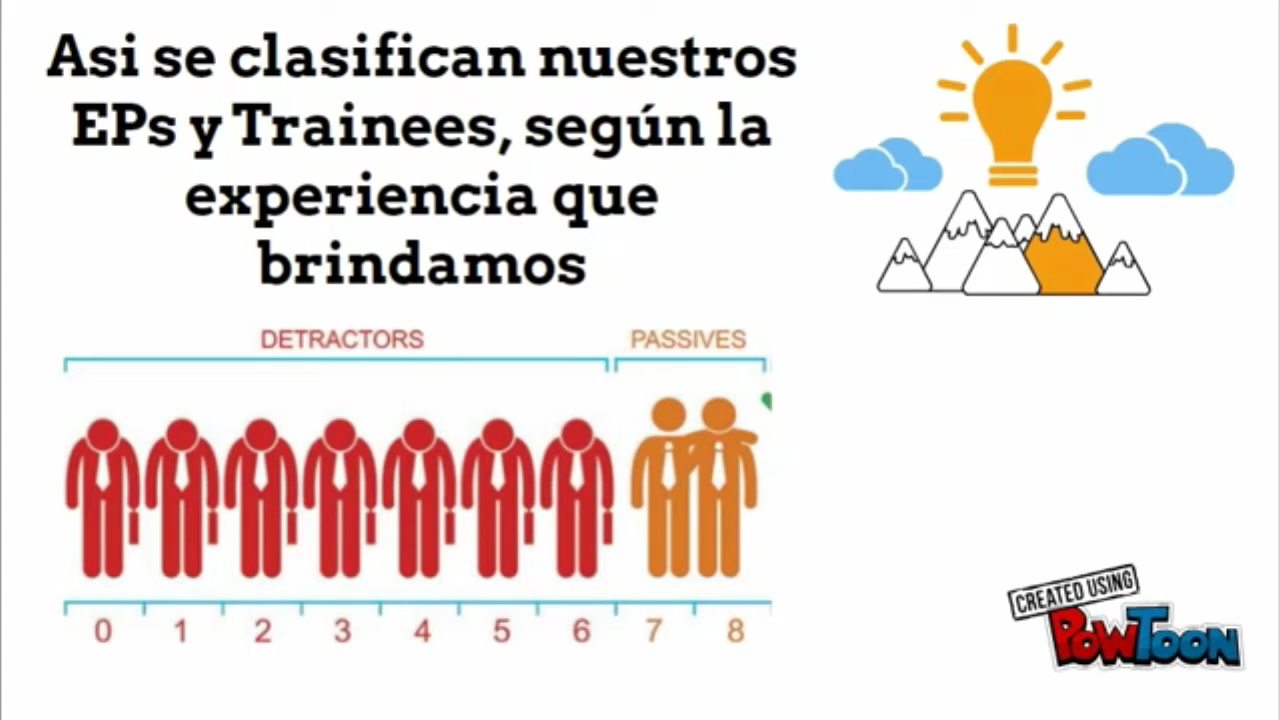 Asi se clasifican nuestros
EPs y Trainees, según la
experiencia que
brindamos
DETRACTORS PASSIVES
0 1 2 3 4 5 6 7 8
CREATED USING
POWTOON